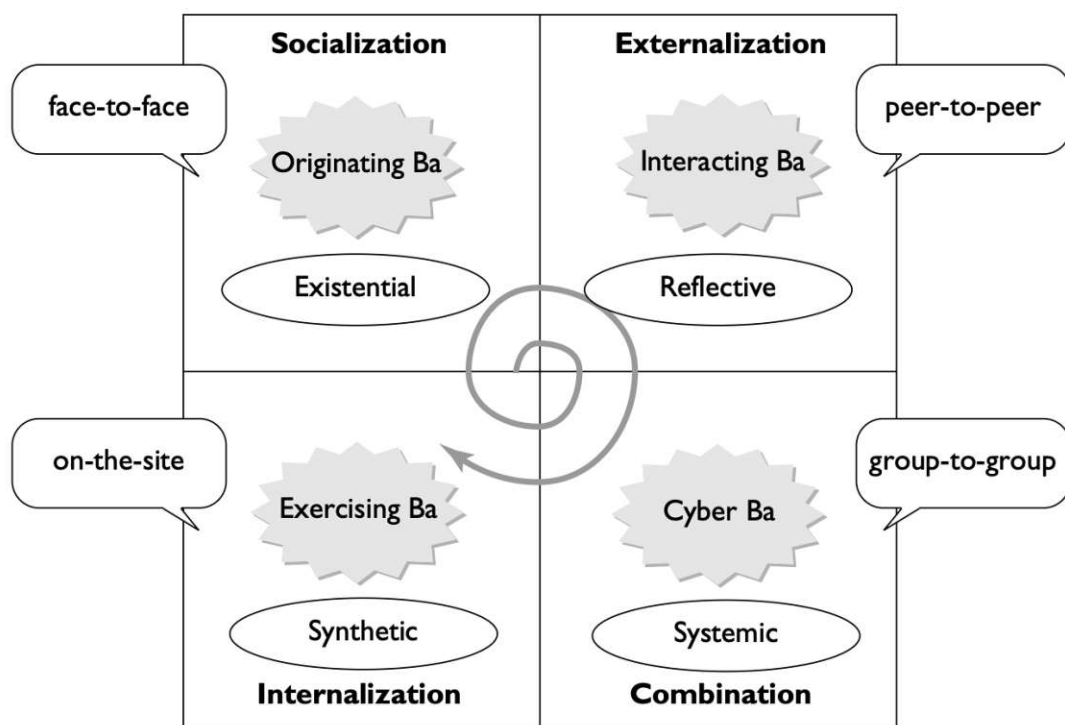 Socialization
Externalization
face-to-face
peer-to-peer
Originating Ba
Interacting Ba
Existential
Reflective
on-the-site
group-to-group
Exercising Ba
Cyber Ba
Synthetic
Systemic
Internalization
Combination